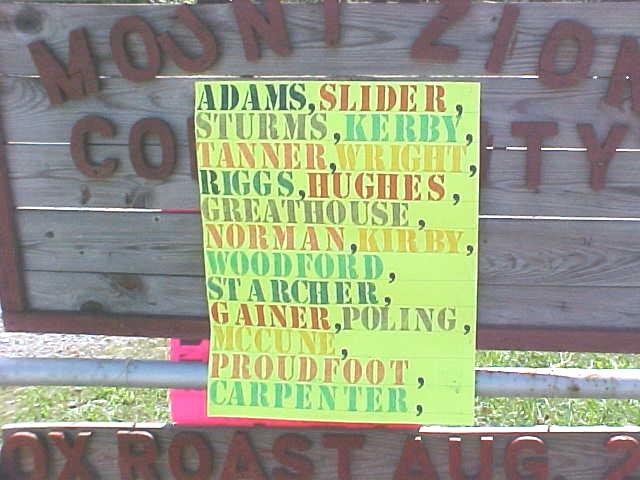 MOUNT ZION
ADAMS, SLIDER,
STURMS, KERBY,
TANNER, WRIGHT,
RIGGS, HUGHES,
GREATHOUSE,
NORMAN, KIRBY,
WOODFORD,
STARCHER,
GAINER, POLING,
MCCUNE,
PROUDFOOT,
CARPENTER,
OX ROAST AUG. 2